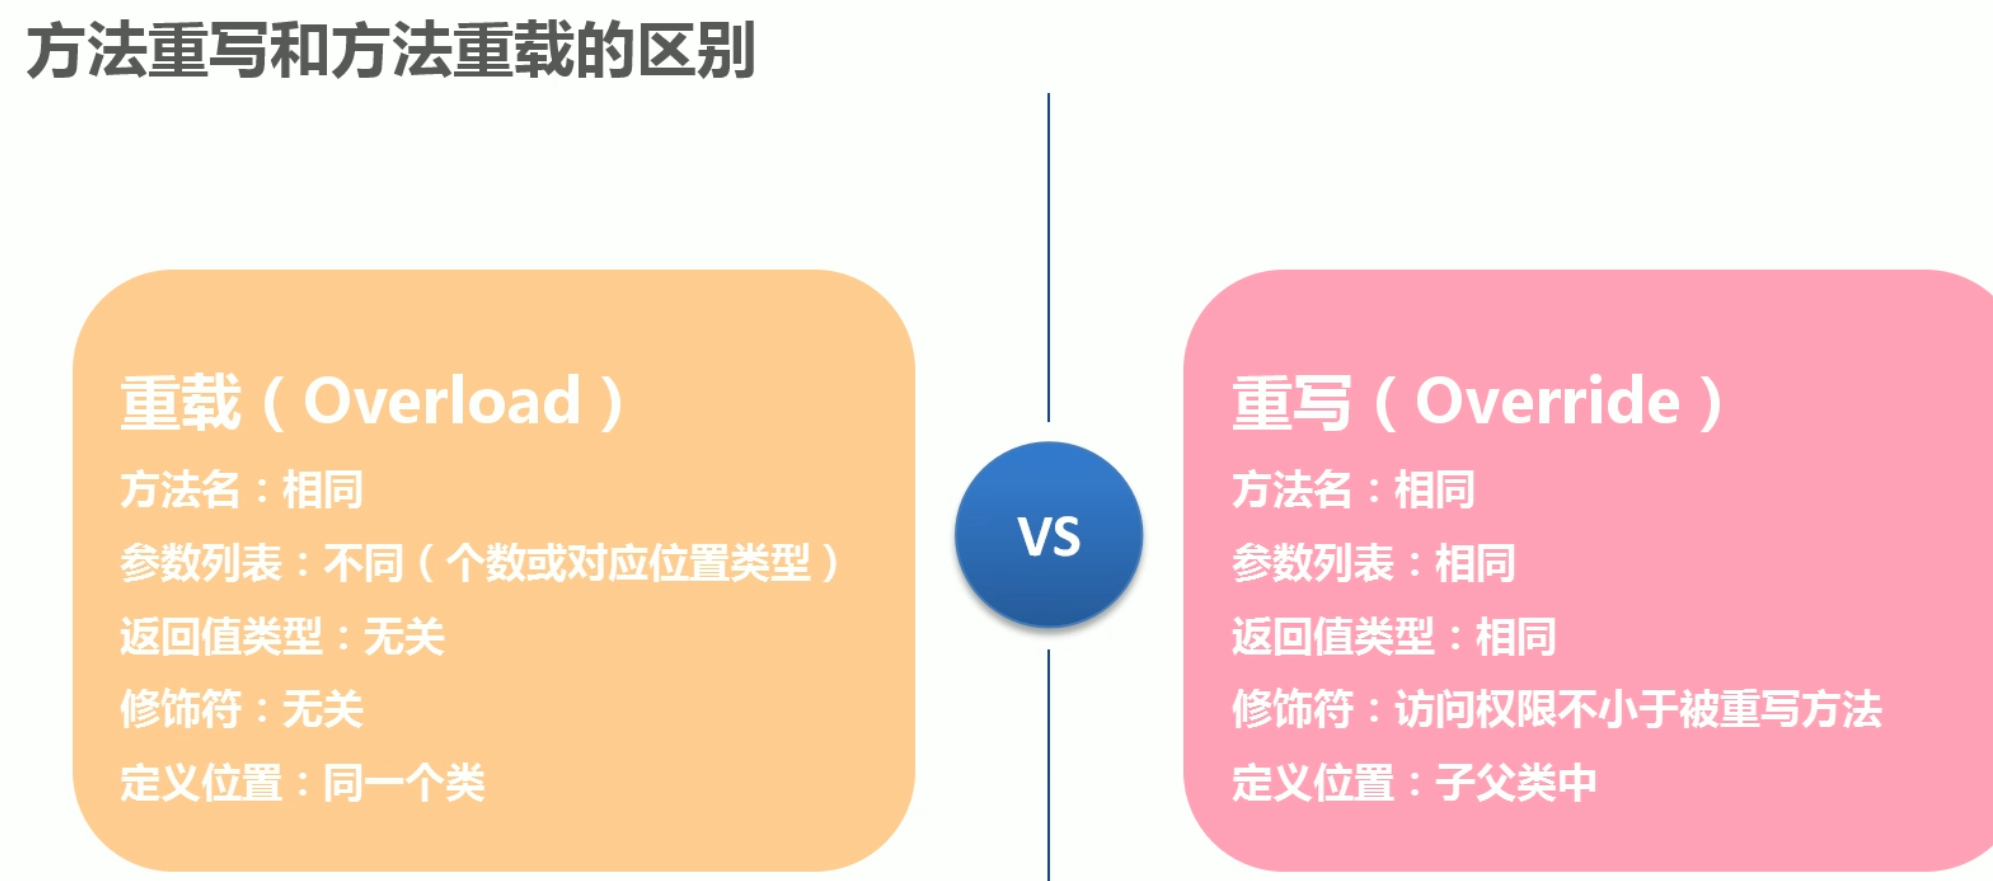 方法重写和方法重载的区别
重载（Overload）
方法名：相同
参数列表：不同（个数或对应位置类型）
返回值类型：无关
修饰符：无关
定义位置：同一个类
VS
重写（Override）
方法名：相同
参数列表：相同
返回值类型：相同
修饰符：访问权限不小于被重写方法
定义位置：子父类中